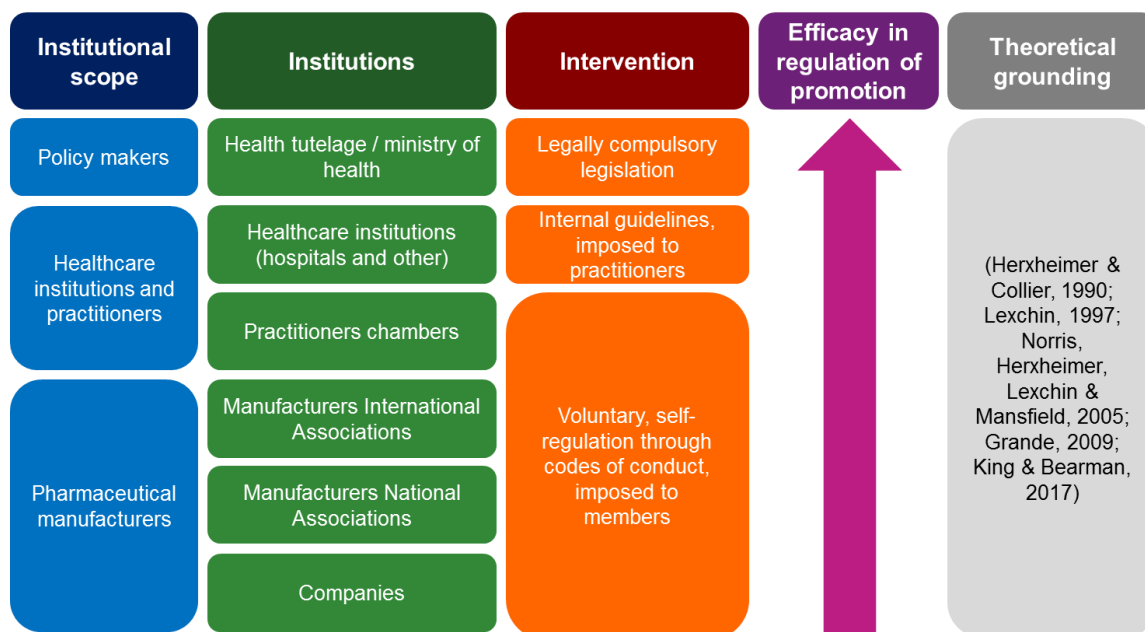 Institutional
scope
Institutions
Intervention
Efficacy in
regulation of
promotion
Theoretical
grounding
Policy makers
Health tutelage / ministry of
health
Legally compulsory
legislation
Healthcare
institutions and
practitioners
Healthcare institutions
(hospitals and other)
Internal guidelines,
imposed to
practitioners
Practitioners chambers
Pharmaceutical
manufacturers
Manufacturers International
Associations
Manufacturers National
Associations
Companies
Voluntary, self-
regulation through
codes of conduct,
imposed to
members
(Herxheimer &
Collier, 1990;
Lexchin, 1997;
Norris,
Herxheimer,
Lexchin &
Mansfield, 2005;
Grande, 2009;
King & Bearman,
2017)